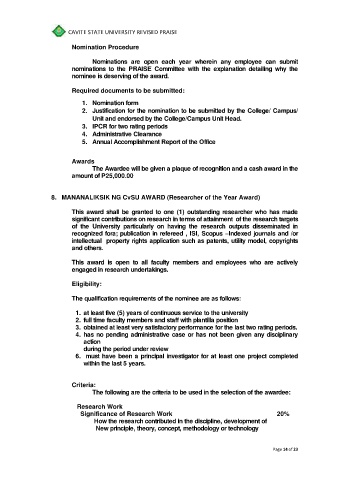 CAVITE STATE UNIVERSITY REVISED PRAISE
Nomination Procedure
Nominations are open each year wherein any employee can submit
nominations to the PRAISE Committee with the explanation detailing why the
nominee is deserving of the award.
Required documents to be submitted:
1. Nomination form
2. Justification for the nomination to be submitted by the College/ Campus/
Unit and endorsed by the College/Campus Unit Head.
3. IPCR for two rating periods
4. Administrative Clearance
5. Annual Accomplishment Report of the Office
Awards
The Awardee will be given a plaque of recognition and a cash award in the
amount of P25,000.00
8. MANANALIKSIK NG CvSU AWARD (Researcher of the Year Award)
This award shall be granted to one (1) outstanding researcher who has made
significant contributions on research in terms of attainment of the research targets
of the University particularly on having the research outputs disseminated in
recognized fora; publication in refereed , ISI, Scopus –Indexed journals and /or
intellectual property rights application such as patents, utility model, copyrights
and others.
This award is open to all faculty members and employees who are actively
engaged in research undertakings.
Eligibility:
The qualification requirements of the nominee are as follows:
1. at least five (5) years of continuous service to the university
2. full time faculty members and staff with plantilla position
3. obtained at least very satisfactory performance for the last two rating periods.
4. has no pending administrative case or has not been given any disciplinary
action
during the period under review
6. must have been a principal investigator for at least one project completed
within the last 5 years.
Criteria:
The following are the criteria to be used in the selection of the awardee:
Research Work
Significance of Research Work 20%
How the research contributed in the discipline, development of
New principle, theory, concept, methodology or technology
Page 14 of 23